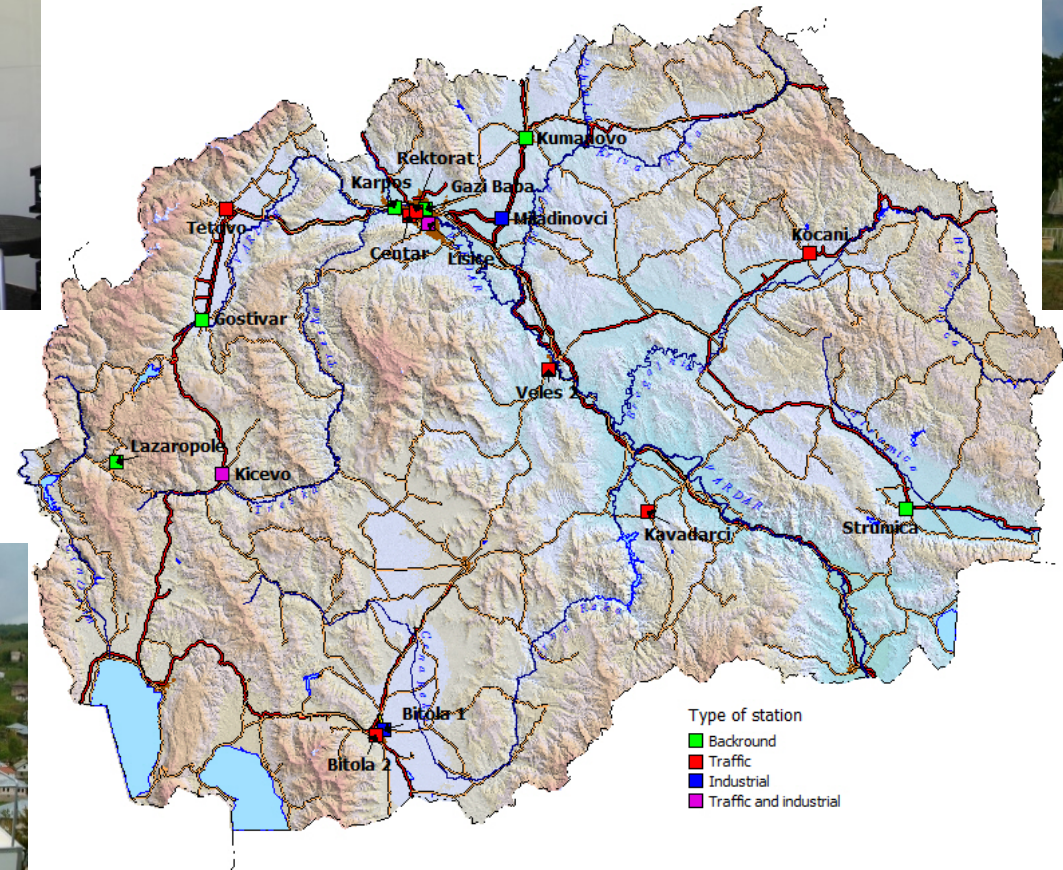 Kumanovo
Rektorat
Karpos
Gazi Baba
Mladinovci
Tetovo
Centar
Lisice
Kocani
Gostivar
Veles 2
Lazaropole
Kicevo
VARDAR
Kavadarci
Strumica
Bitola 1
Bitola 2
Type of station
Backround
Traffic
Industrial
Traffic and industrial